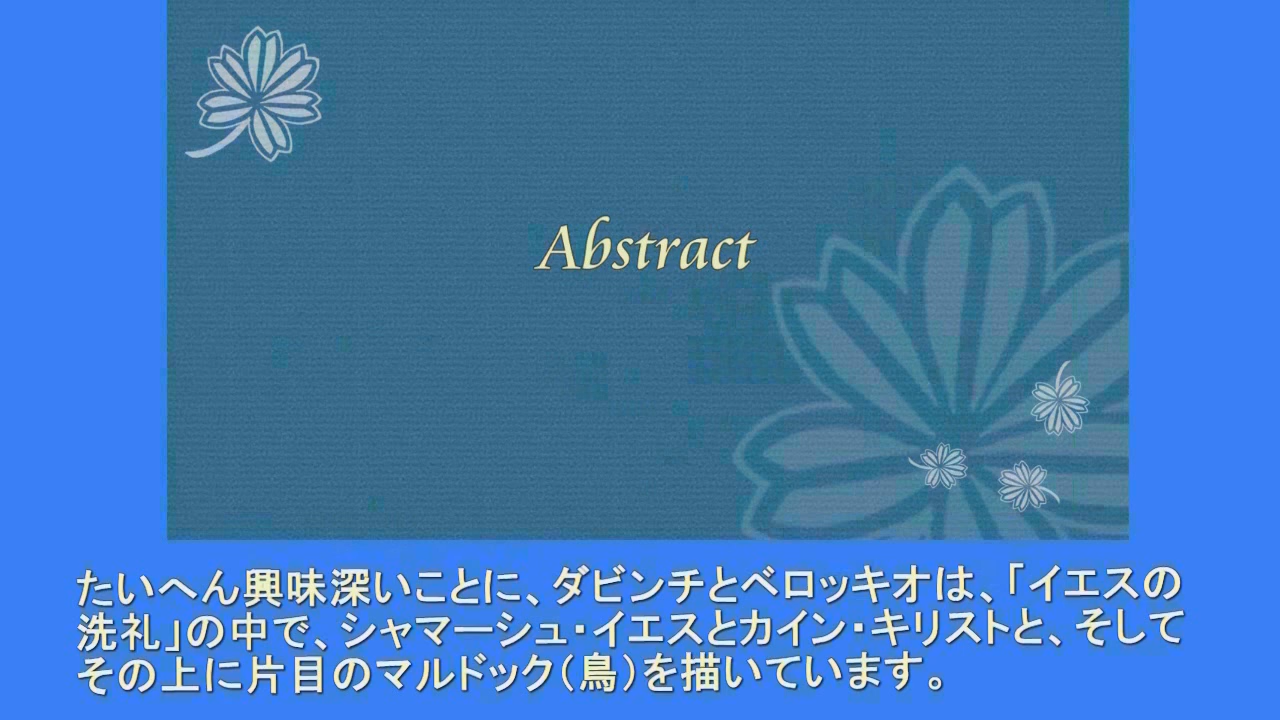 Abstract
たいへん興味深いことに、ダビンチとベロッキオは、「イエスの
洗礼」の中で、シャマーシュ・イエスとカイン・キリストと、そして
その上に片目のマルドック(鳥)を描いています。